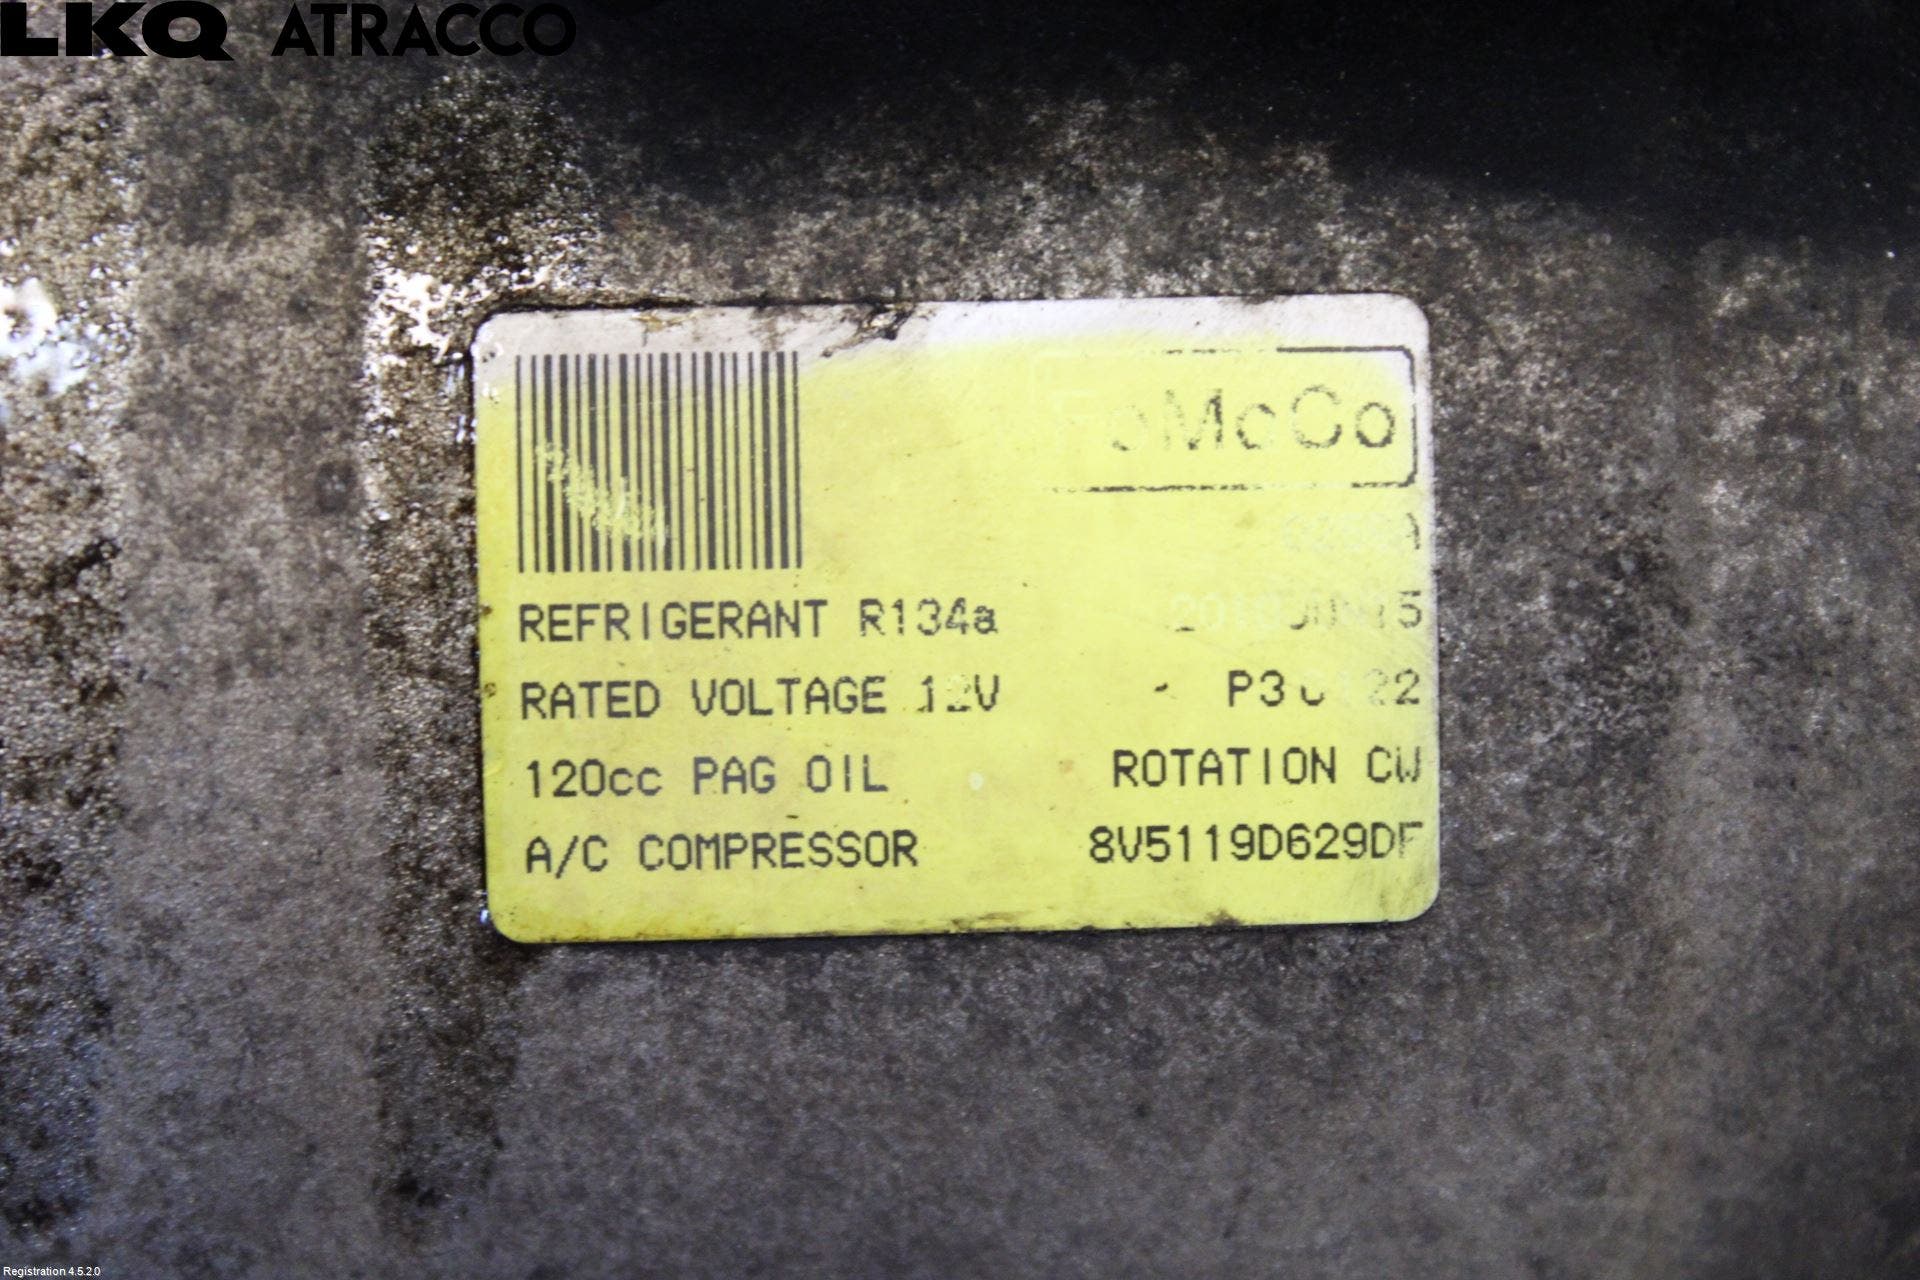 LKQ ATRACCO
REFRIGERANT R134a
RATED VOLTAGE 12V
120cc PAG OIL ROTATION CW
A/C COMPRESSOR 8V5119D629DF
Registration 4.5.2.0